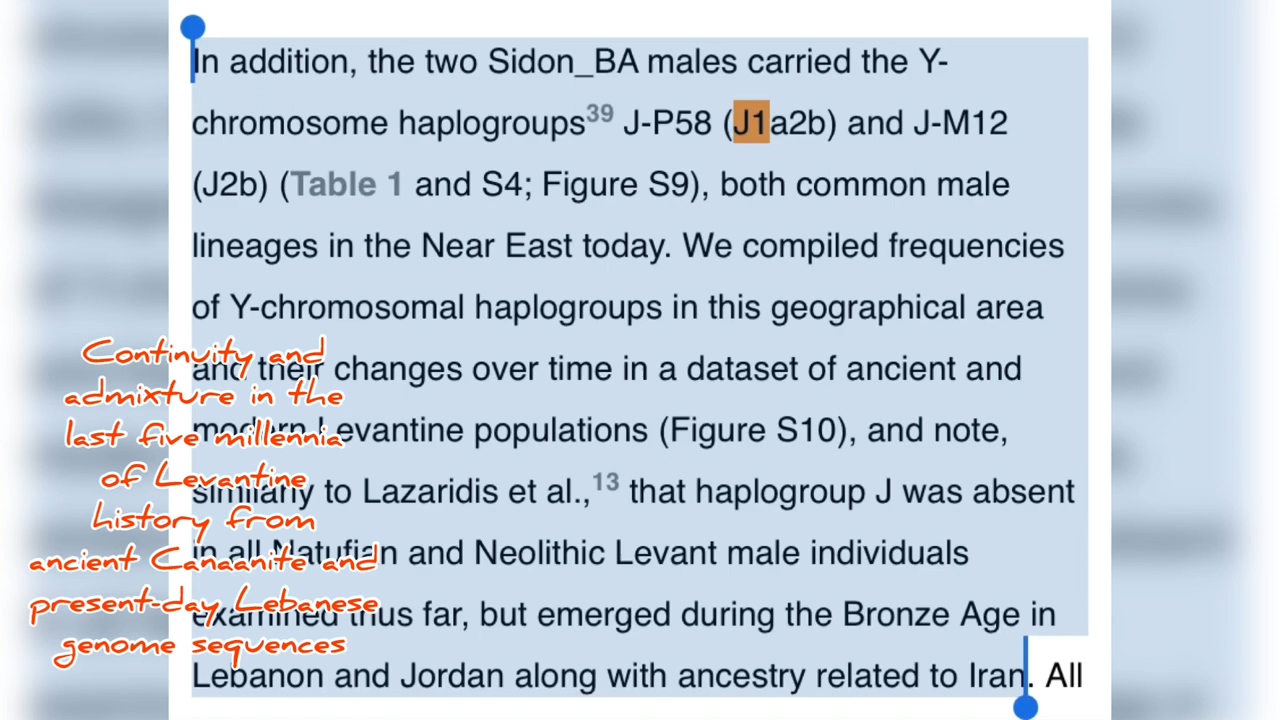 In addition, the two Sidon_BA males carried the Y-
chromosome haplogroups39 J-P58 (J1a2b) and J-M12
(J2b) (Table 1 and S4; Figure S9), both common male
lineages in the Near East today. We compiled frequencies
of Y-chromosomal haplogroups in this geographical area
and their changes over time in a dataset of ancient and
modern Levantine populations (Figure S10), and note,
similarly to Lazaridis et al.,13 that haplogroup J was absent
in all Natufian and Neolithic Levant male individuals
examined thus far, but emerged during the Bronze Age in
Lebanon and Jordan along with ancestry related to Iran. All
Continuity and
admixture in the
last five millennia
of Levantine
history from
ancient Canaanite and
present-day Lebanese
genome sequences